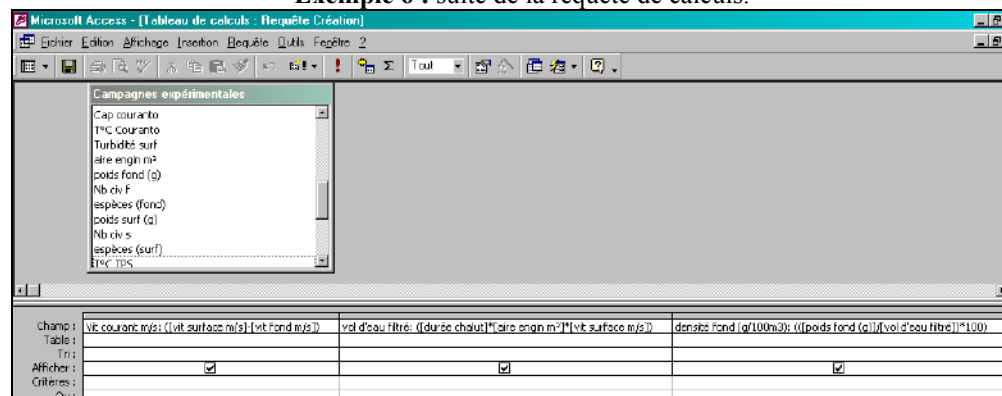 Exemple 6 : suite de la requête de calculs.
Microsoft Access - [Tableau de calculs : Requête Création]
Fichier Edition Affichage Insertion Requête Outils Fenêtre ?
Tout
Campagnes expérimentales
Cap couranto
T°C Couranto
Turbidité surf
aire engin m²
poids fond (g)
Nb civ f
espèces (fond)
poids surf (g)
Nb civ s
espèces (surf)
T°C TPS
Champ : Vit courant m/s: ([vit surface m/s]-[vit fond m/s]) vol d'eau filtré: ([durée chalut]*[aire engin m²]*[vit surface m/s]) densité fond (g/100m3): (([poids fond (g)]/[vol d'eau filtré])*100)
Table :
Tri :
Afficher :
Critères :
Ou :